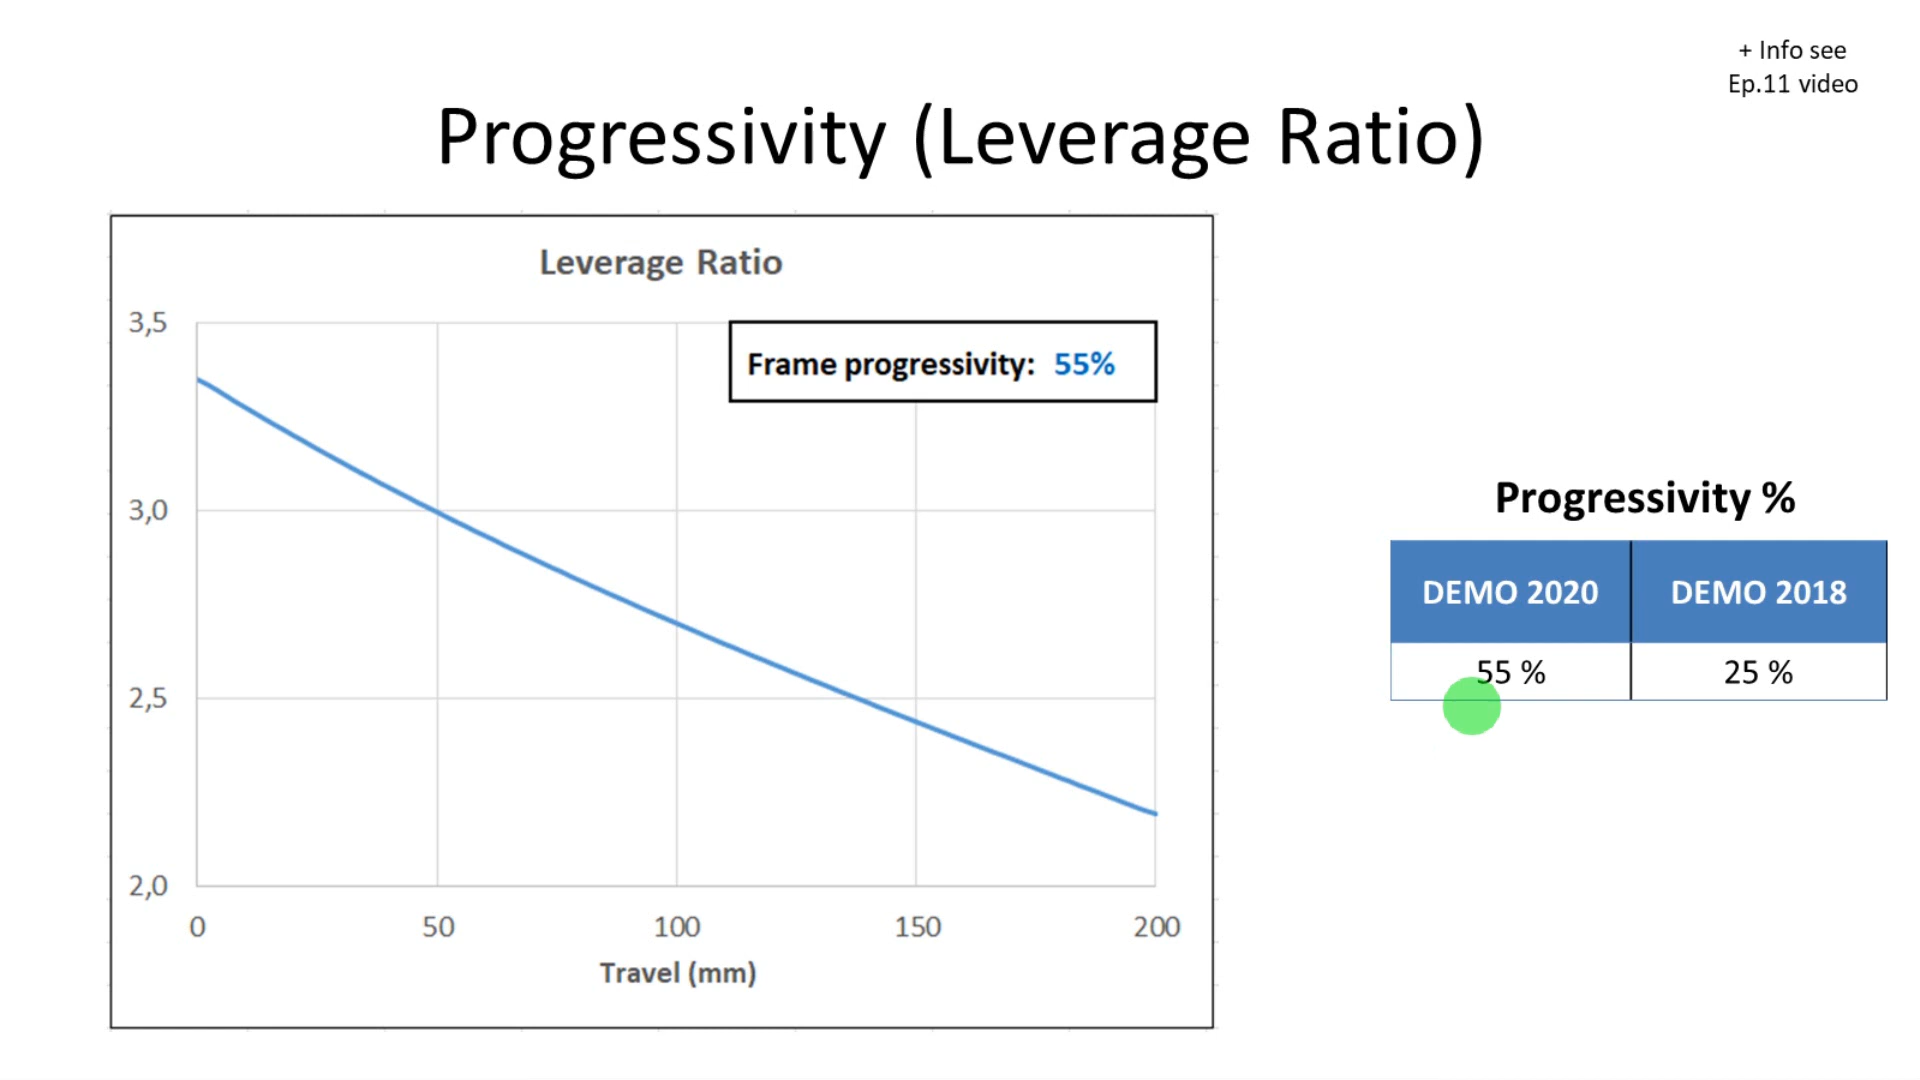 + Info see
Ep.11 video
Progressivity (Leverage Ratio)
Leverage Ratio
Frame progressivity: 55%
3,5
3,0
2,5
2,0
0 50 100 150 200
Travel (mm)
Progressivity %
DEMO 2020 DEMO 2018
55 % 25 %